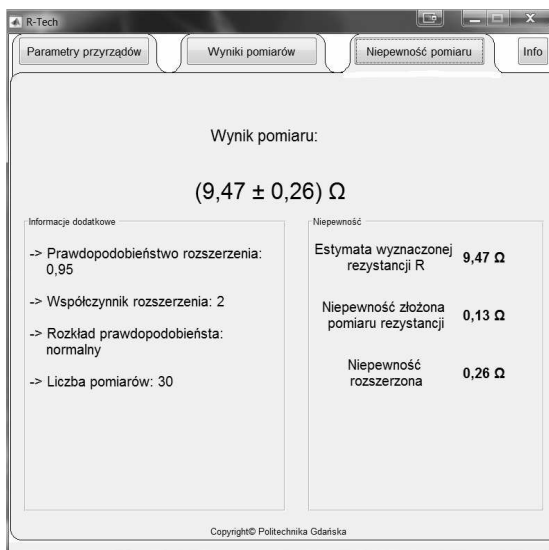 R-Tech
Parametry przyrządów
Wyniki pomiarów
Niepewność pomiaru
Info
Wynik pomiaru:
(9,47 ± 0,26) Ω
Informacje dodatkowe
-> Prawdopodobieństwo rozszerzenia:
0,95
-> Współczynnik rozszerzenia: 2
-> Rozkład prawdopodobieństa:
normalny
-> Liczba pomiarów: 30
Niepewność
Estymata wyznaczonej
rezystancji R
9,47 Ω
Niepewność złożona
pomiaru rezystancji
0,13 Ω
Niepewność
rozszerzona
0,26 Ω
Copyright© Politechnika Gdańska